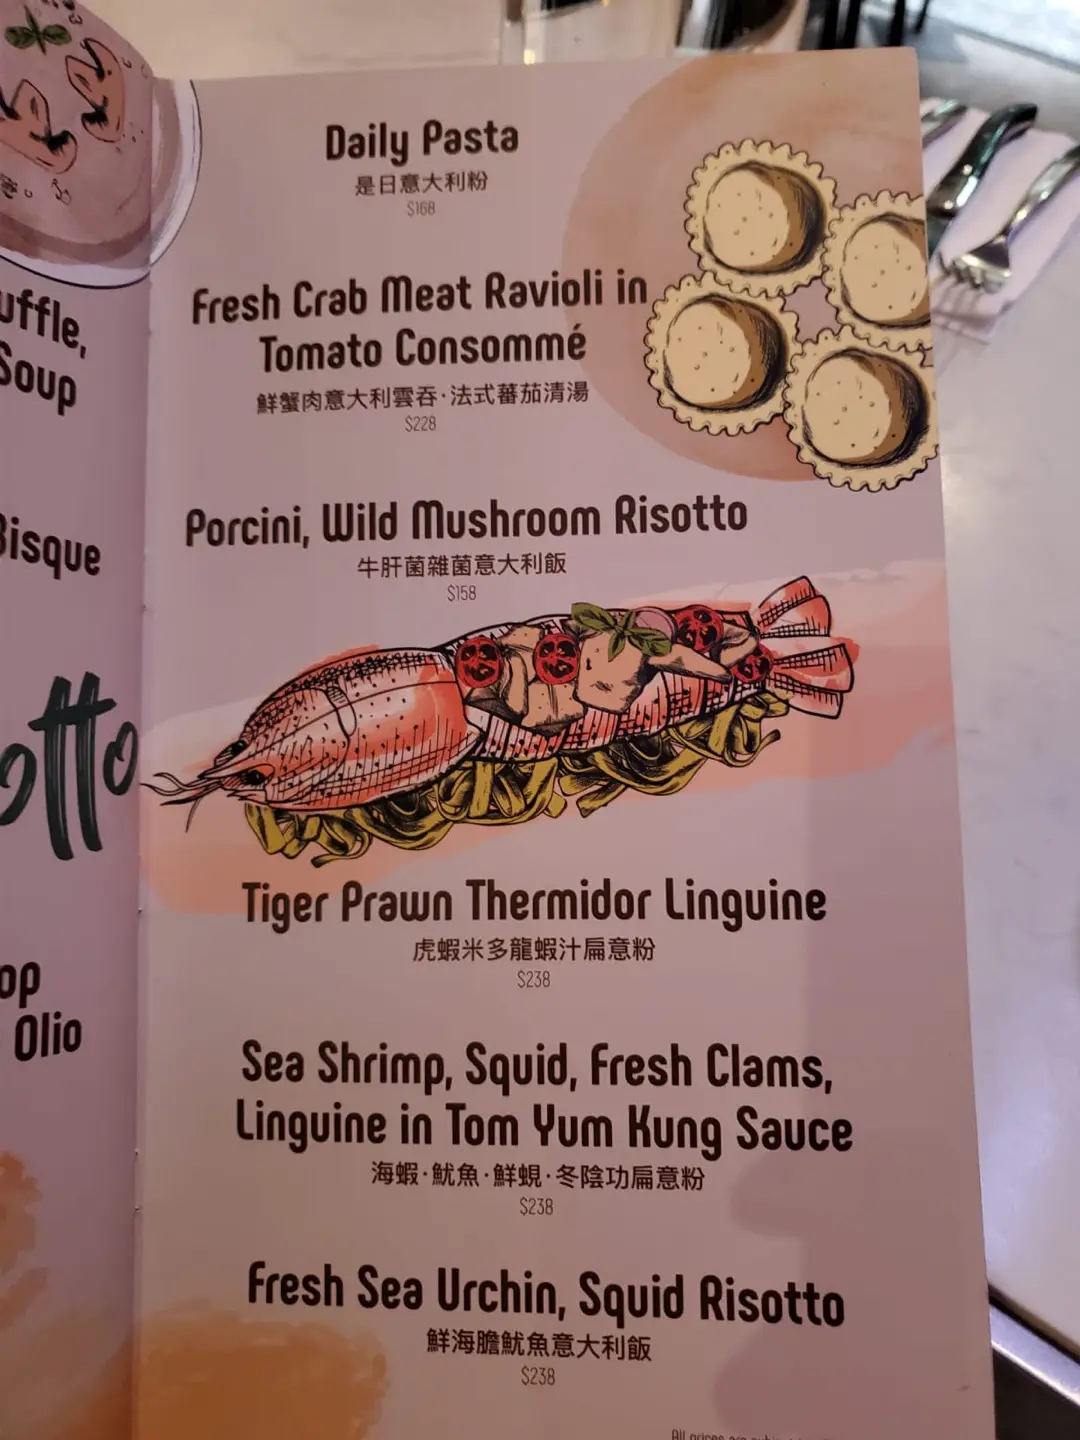 uffle,
Soup
Bisque
otto
op
Olio
Daily Pasta
是日意大利粉
$168
Fresh Crab Meat Ravioli in
Tomato Consommé
鮮蟹肉意大利雲吞·法式蕃茄清湯
$228
Porcini, Wild Mushroom Risotto
牛肝菌雜菌意大利飯
$158
Tiger Prawn Thermidor Linguine
虎蝦米多龍蝦汁扁意粉
$238
Sea Shrimp, Squid, Fresh Clams,
Linguine in Tom Yum Kung Sauce
海蝦·魷魚·鮮蜆·冬陰功扁意粉
$238
Fresh Sea Urchin, Squid Risotto
鮮海膽魷魚意大利飯
$238
All prices are